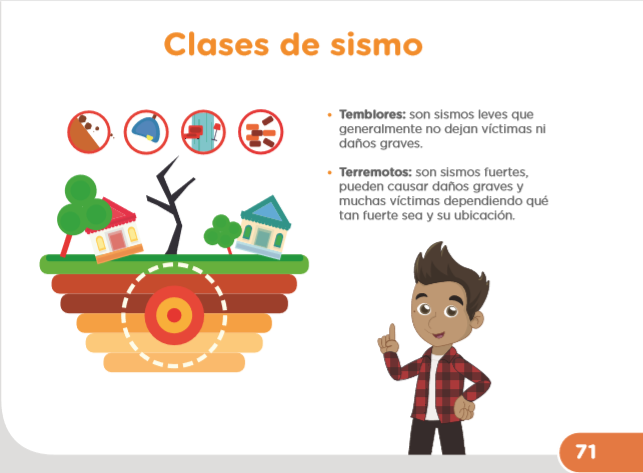 Clases de sismo
• Temblores: son sismos leves que
generalmente no dejan víctimas ni
daños graves.
• Terremotos: son sismos fuertes,
pueden causar daños graves y
muchas víctimas dependiendo qué
tan fuerte sea y su ubicación.
71